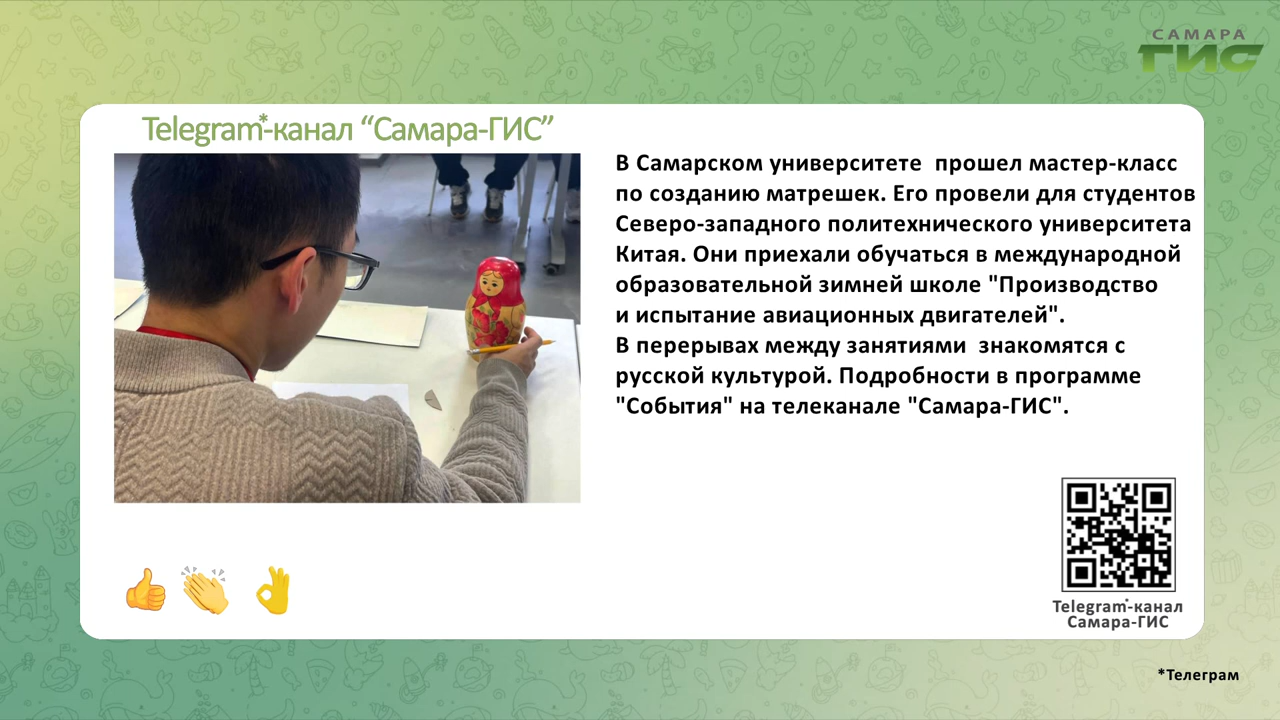 САМАРА
ГИС
Telegram*-канал “Самара-ГИС”
В Самарском университете  прошел мастер-класс
по созданию матрешек. Его провели для студентов
Северо-западного политехнического университета
Китая. Они приехали обучаться в международной
образовательной зимней школе "Производство
и испытание авиационных двигателей".
В перерывах между занятиями  знакомятся с
русской культурой. Подробности в программе
"События" на телеканале "Самара-ГИС".
Telegram*-канал
Самара-ГИС
*Телеграм